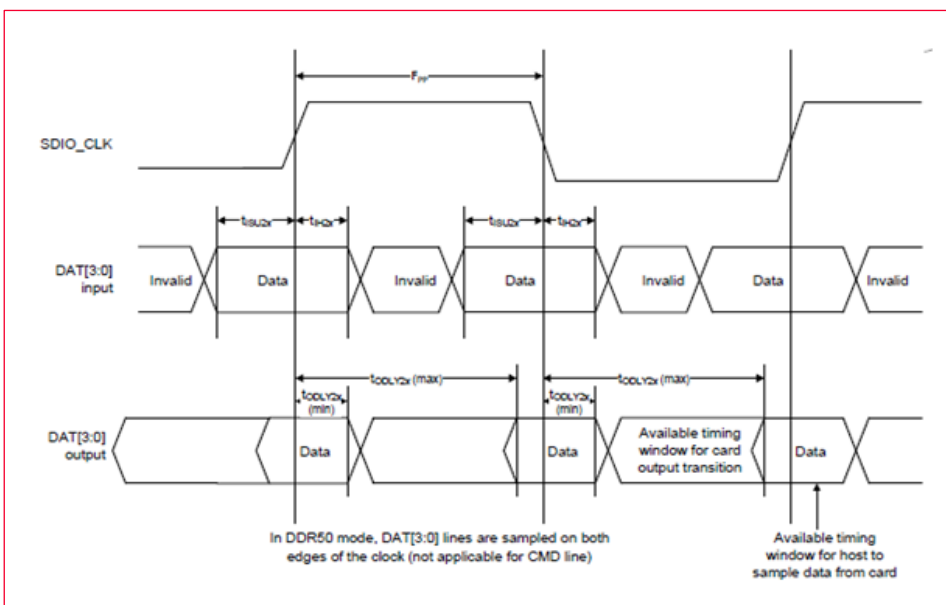 FPP
SDIO_CLK
tISU2x
tIH2x
tISU2x
tIH2x
DAT[3:0]
input
Invalid
Data
Invalid
Data
Invalid
Data
Invalid
tODLY2x (max)
tODLY2x (max)
tODLY2x
(min)
tODLY2x
(min)
DAT[3:0]
output
Data
Data
Available timing
window for card
output transition
Data
In DDR50 mode, DAT[3:0] lines are sampled on both
edges of the clock (not applicable for CMD line)
Available timing
window for host to
sample data from card